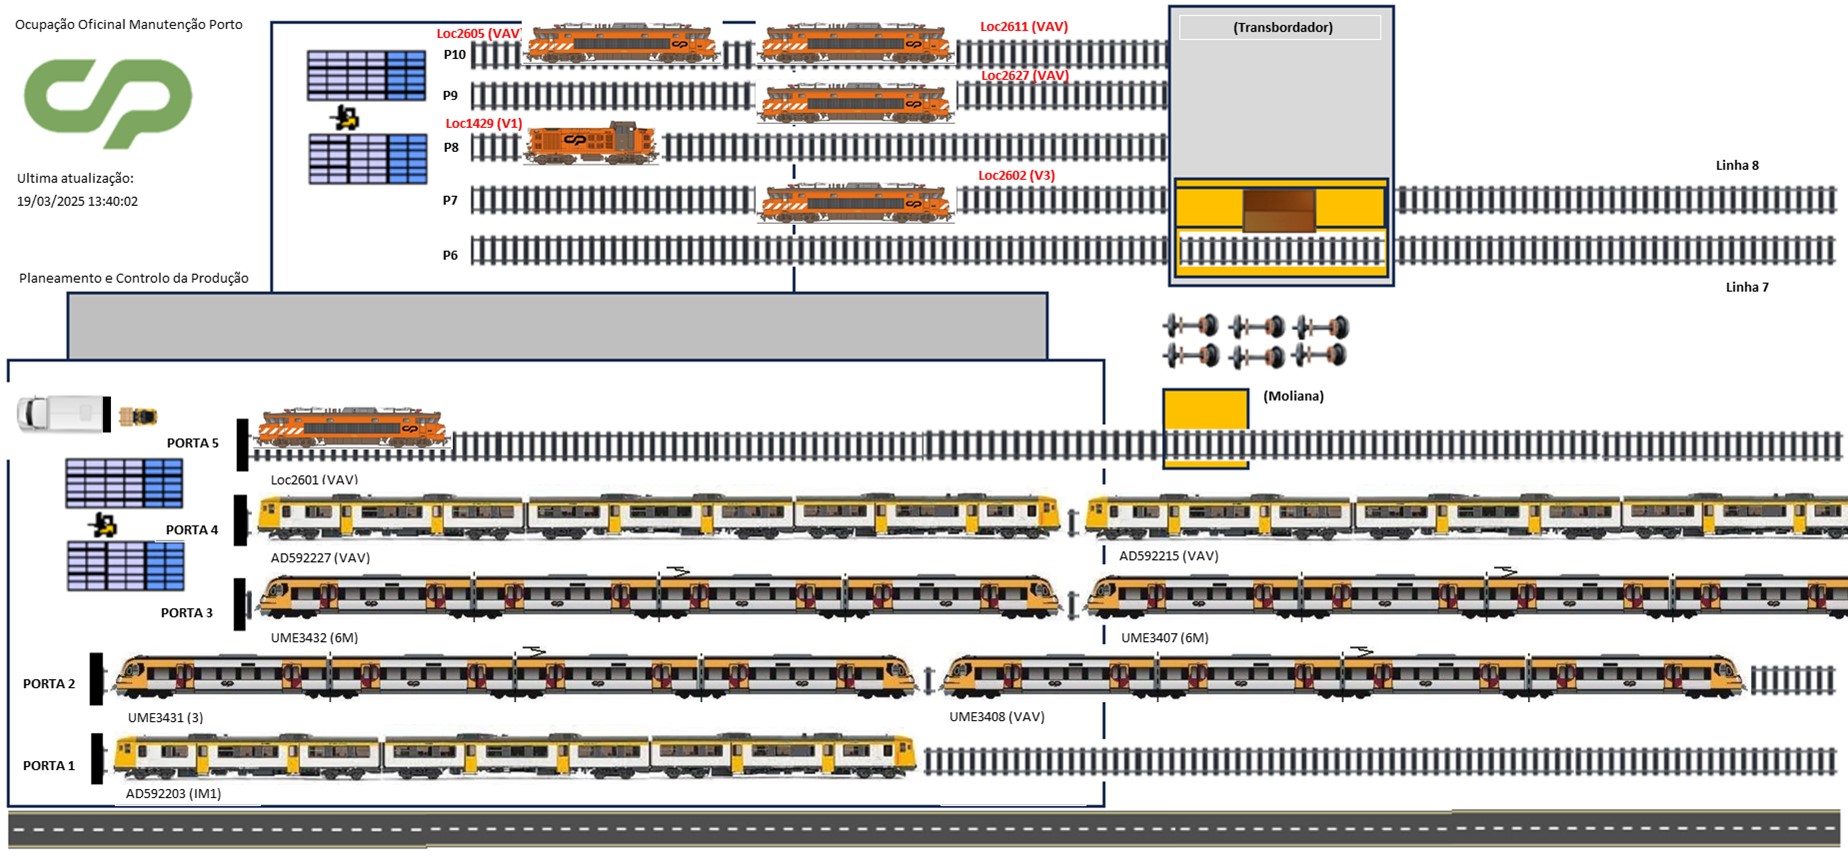 Ocupação Oficinal Manutenção Porto
Loc2605 (VAV)
Loc2611 (VAV)
(Transbordador)
P10
Loc2627 (VAV)
P9
Loc1429 (V1)
P8
Linha 8
Loc2602 (V3)
Ultima atualização:
19/03/2025 13:40:02
P7
P6
Planeamento e Controlo da Produção
Linha 7
(Moliana)
PORTA 5
Loc2601 (VAV)
PORTA 4
AD592227 (VAV)
AD592215 (VAV)
PORTA 3
UME3432 (6M)
UME3407 (6M)
PORTA 2
UME3431 (3)
UME3408 (VAV)
PORTA 1
AD592203 (IM1)